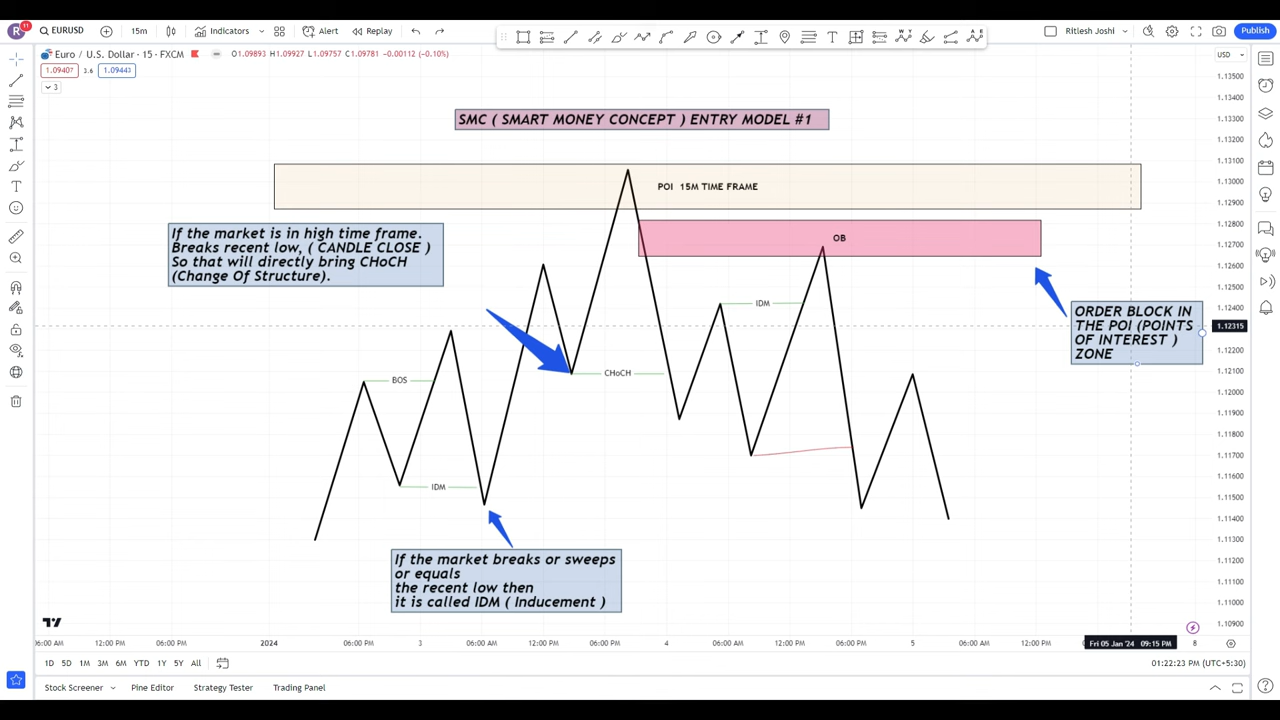 R 11 EURUSD 15m Indicators Alert Replay Ritlesh Joshi Publish
Euro / U.S. Dollar · 15 · FXCM O1.09893 H1.09927 L1.09757 C1.09781 -0.00112 (-0.10%)
USD
1.09407 3.6 1.09443
3
SMC ( SMART MONEY CONCEPT ) ENTRY MODEL #1
POI 15M TIME FRAME
OB
If the market is in high time frame.
Breaks recent low, ( CANDLE CLOSE )
So that will directly bring CHoCH
(Change Of Structure).
IDM
ORDER BLOCK IN
THE POI (POINTS
OF INTEREST )
ZONE
BOS
CHoCH
IDM
If the market breaks or sweeps
or equals
the recent low then
it is called IDM ( Inducement )
1.13500
1.13400
1.13300
1.13200
1.13100
1.13000
1.12900
1.12800
1.12700
1.12600
1.12500
1.12400
1.12315
1.12200
1.12100
1.12000
1.11900
1.11800
1.11700
1.11600
1.11500
1.11400
1.11300
1.11200
1.11100
1.11000
1.10900
06:00 AM 12:00 PM 06:00 PM 2024 06:00 PM 3 06:00 AM 12:00 PM 06:00 PM 4 06:00 AM 12:00 PM 06:00 PM 5 06:00 AM 12:00 PM Fri 05 Jan '24 09:15 PM 8
1D 5D 1M 3M 6M YTD 1Y 5Y All 01:22:23 PM (UTC+5:30)
Stock Screener Pine Editor Strategy Tester Trading Panel